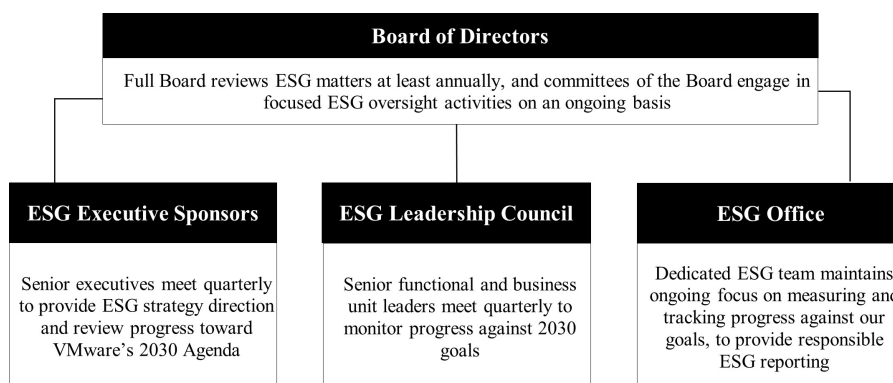 Board of Directors
Full Board reviews ESG matters at least annually, and committees of the Board engage in
focused ESG oversight activities on an ongoing basis
ESG Executive Sponsors
Senior executives meet quarterly
to provide ESG strategy direction
and review progress toward
VMware's 2030 Agenda
ESG Leadership Council
Senior functional and business
unit leaders meet quarterly to
monitor progress against 2030
goals
ESG Office
Dedicated ESG team maintains
ongoing focus on measuring and
tracking progress against our
goals, to provide responsible
ESG reporting